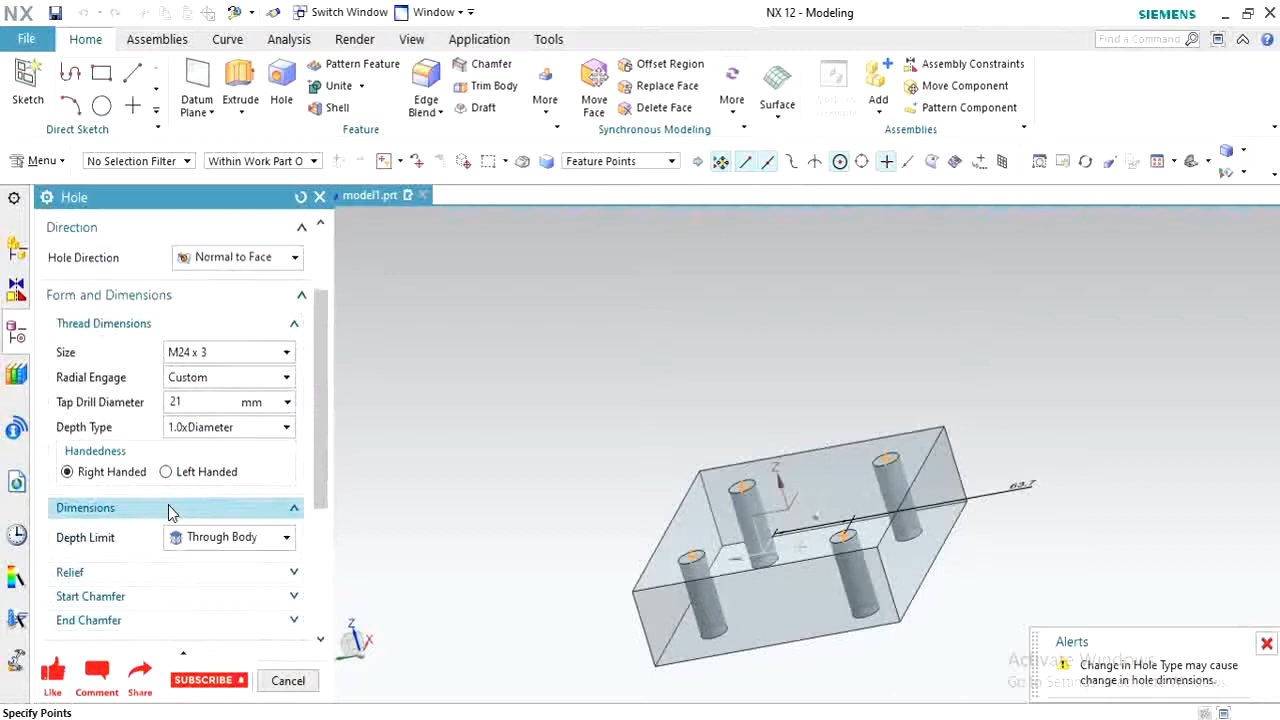 NX
Switch Window
Window
NX 12 - Modeling
SIEMENS
File
Home
Assemblies
Curve
Analysis
Render
View
Application
Tools
Find a Command
Sketch
Datum
Plane
Extrude
Hole
Pattern Feature
Unite
Shell
Edge
Blend
Chamfer
Trim Body
Draft
More
Move
Face
Offset Region
Replace Face
Delete Face
More
Surface
Add
Assembly Constraints
Move Component
Pattern Component
Direct Sketch
Feature
Synchronous Modeling
Assemblies
Menu
No Selection Filter
Within Work Part O
Feature Points
Hole
model1.prt
Direction
Hole Direction
Normal to Face
Form and Dimensions
Thread Dimensions
Size
M24 x 3
Radial Engage
Custom
Tap Drill Diameter
21 mm
Depth Type
1.0xDiameter
Handedness
Right Handed
Left Handed
Dimensions
Depth Limit
Through Body
Relief
Start Chamfer
End Chamfer
Like
Comment
Share
SUBSCRIBE
Cancel
63.7
Z
Z
X
Alerts
Change in Hole Type may cause
change in hole dimensions.
Activate Windows
Specify Points